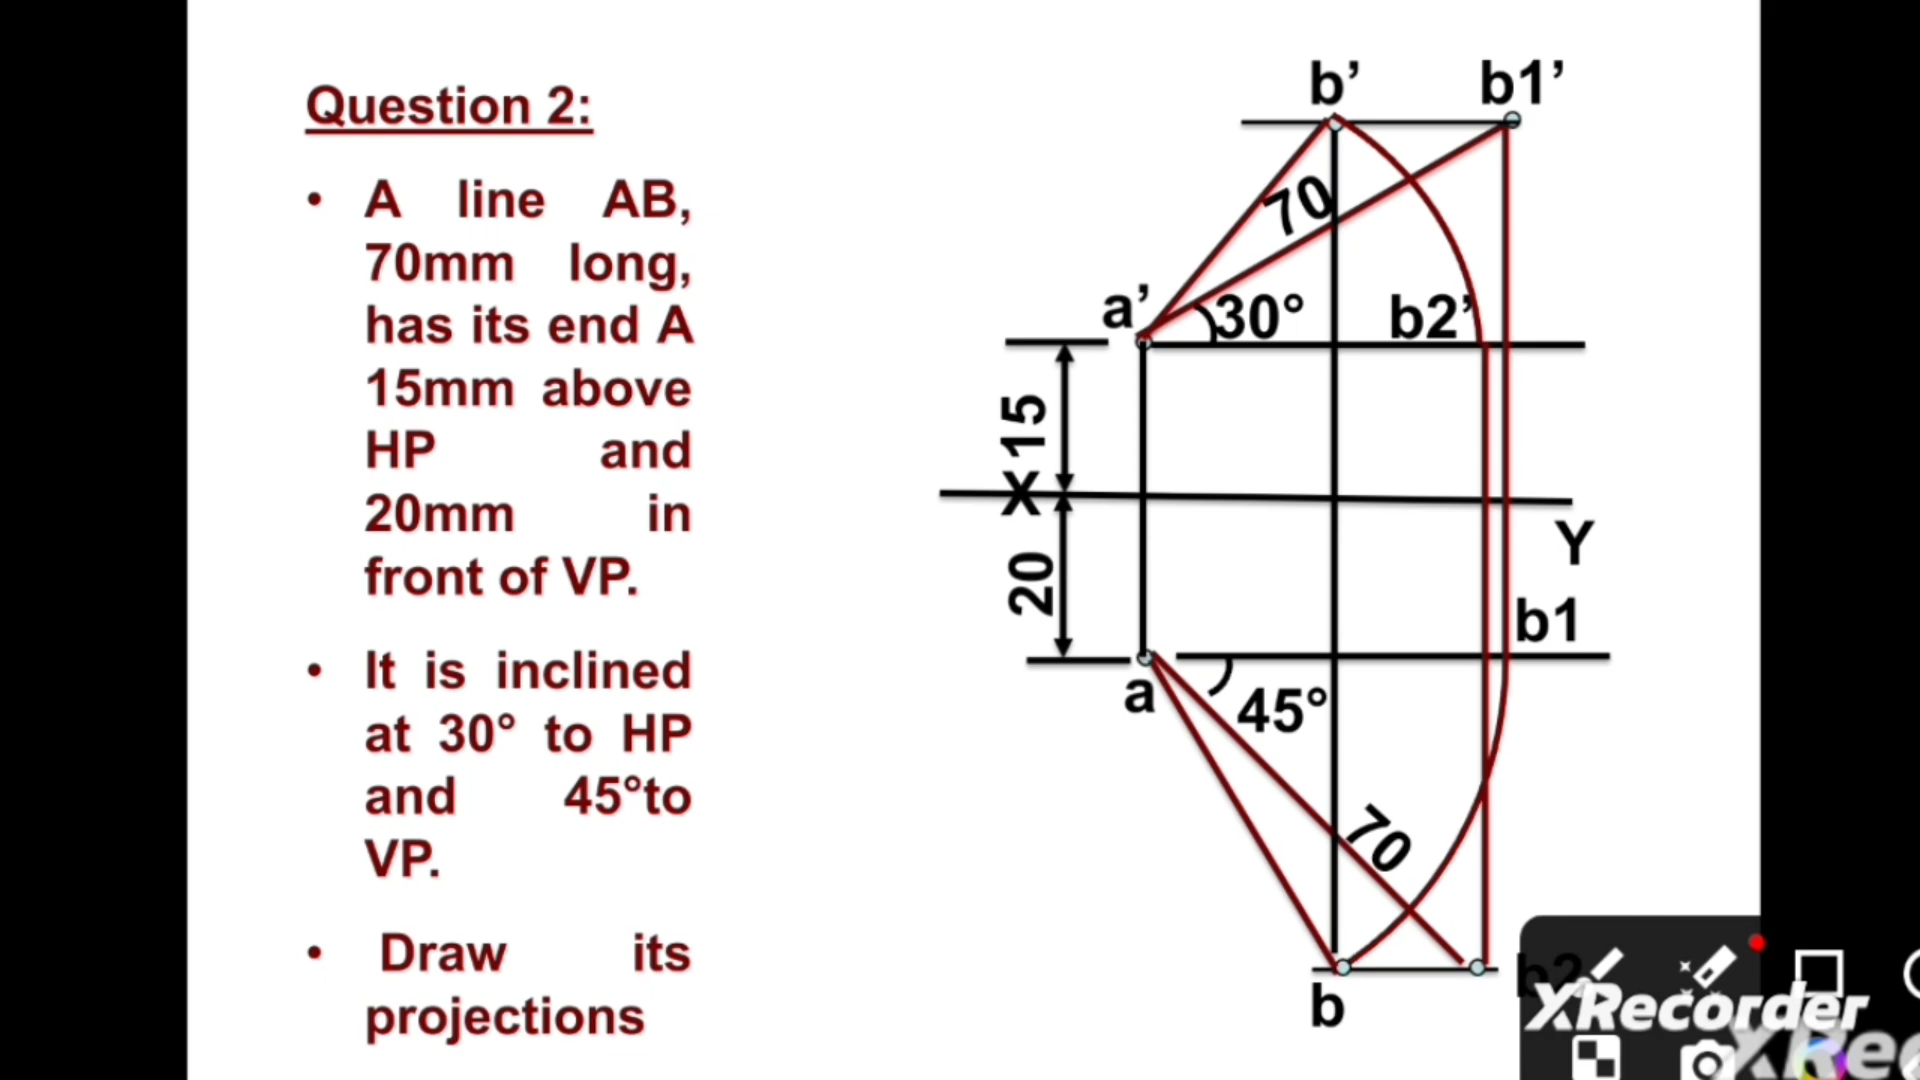 Question 2:
• A line AB,
70mm long,
has its end A
15mm above
HP and
20mm in
front of VP.
• It is inclined
at 30° to HP
and 45°to
VP.
• Draw its
projections
b’ b1’
70
a’ 30° b2’
15
X
Y
20
b1
a 45°
70
b2
b
XRecorder
XRec